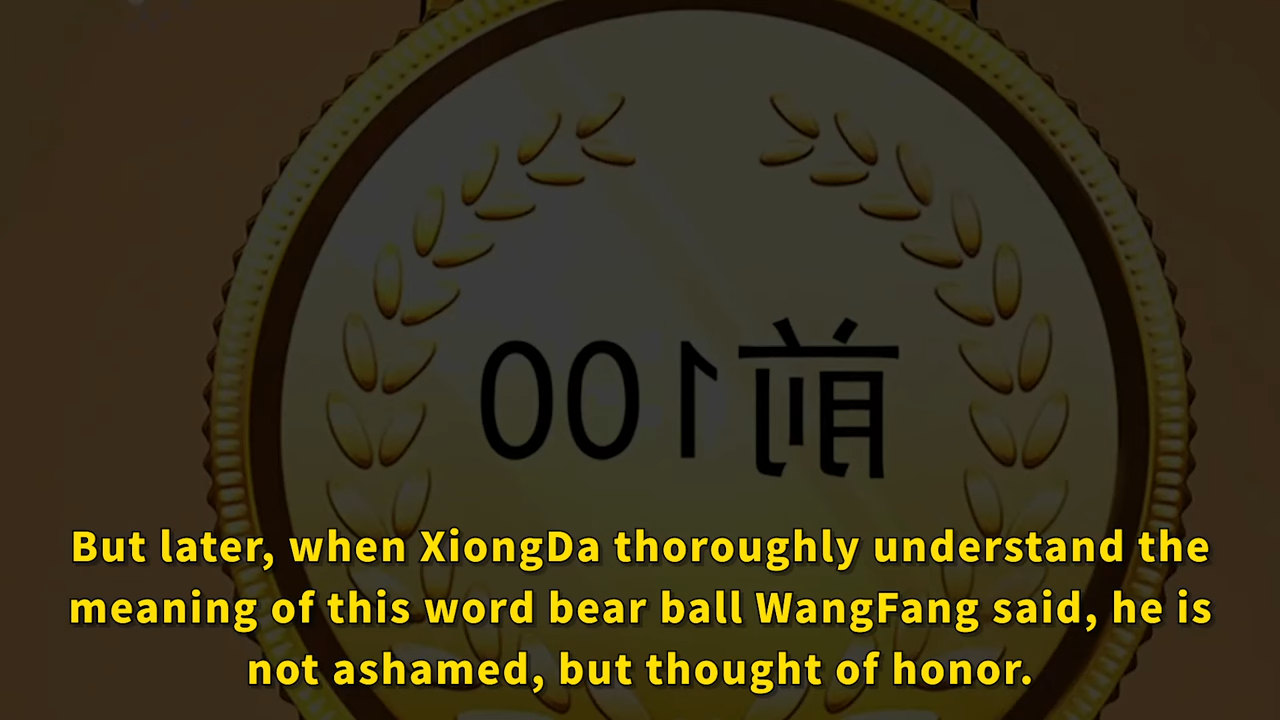 前100
But later, when XiongDa thoroughly understand the
meaning of this word bear ball WangFang said, he is
not ashamed, but thought of honor.